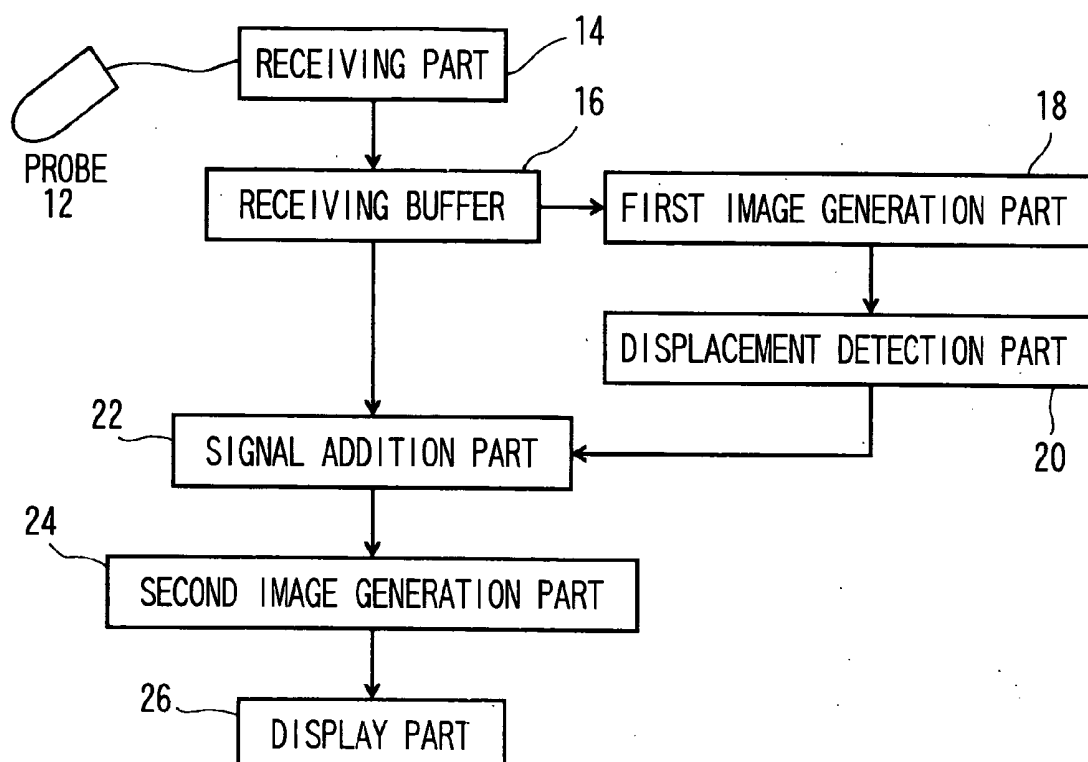 14
RECEIVING PART
16
18
PROBE
12
RECEIVING BUFFER
FIRST IMAGE GENERATION PART
DISPLACEMENT DETECTION PART
22
20
SIGNAL ADDITION PART
24
SECOND IMAGE GENERATION PART
26
DISPLAY PART